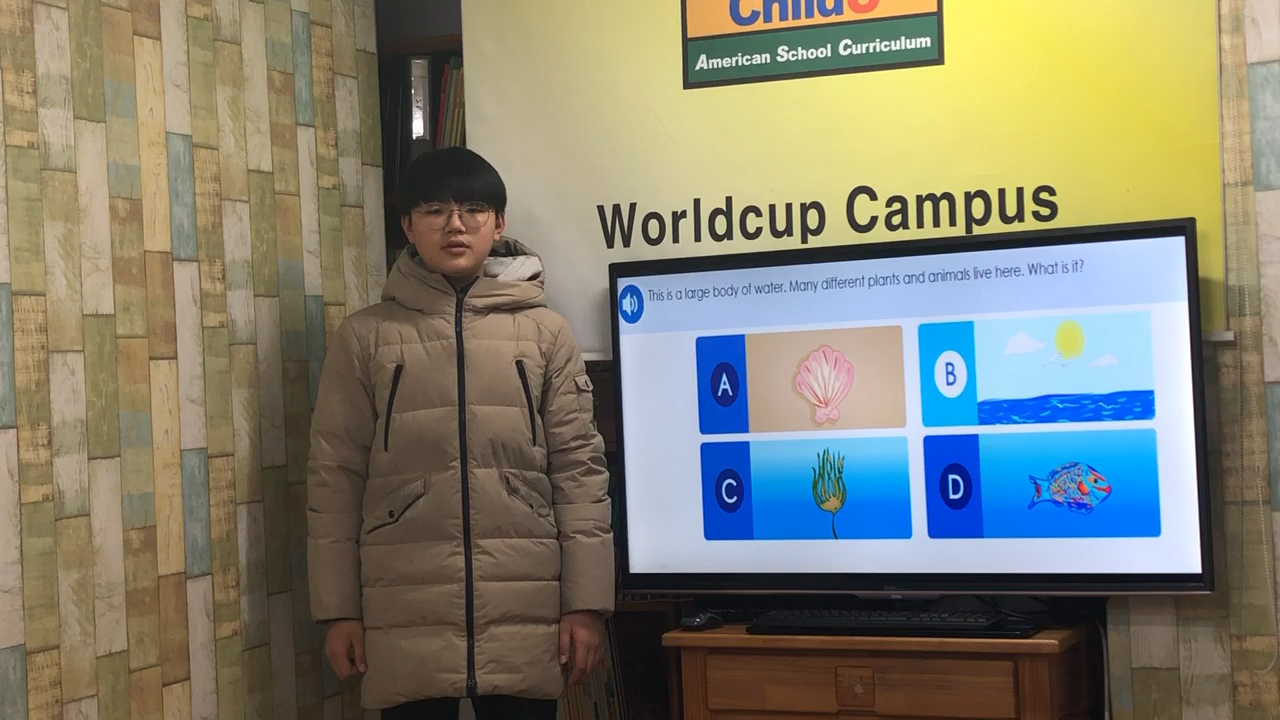 ChildU
American School Curriculum
Worldcup Campus
This is a large body of water. Many different plants and animals live here. What is it?
A
B
C
D